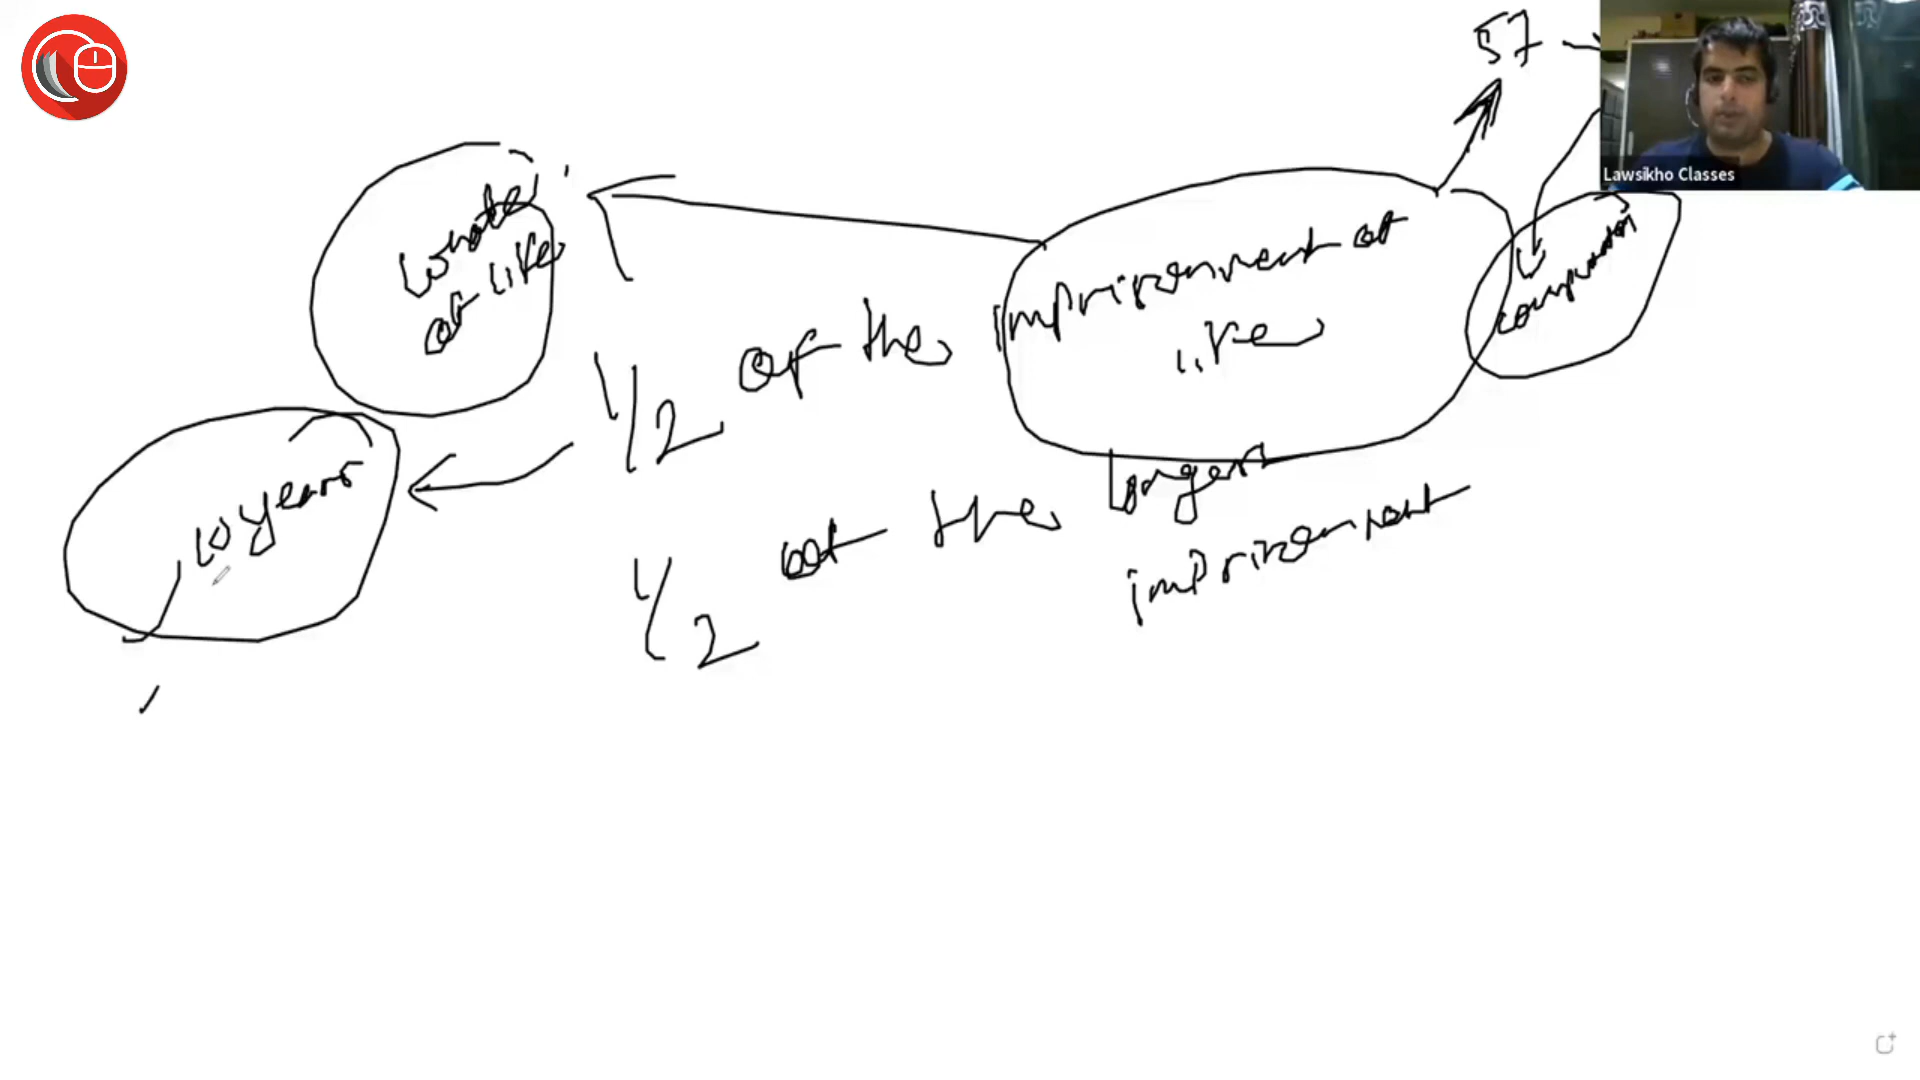 57
Lawsikho Classes
whole
of life
imprisonment of
life
computation
1/2 of the
10 years
1/2 of the longest
imprisonment